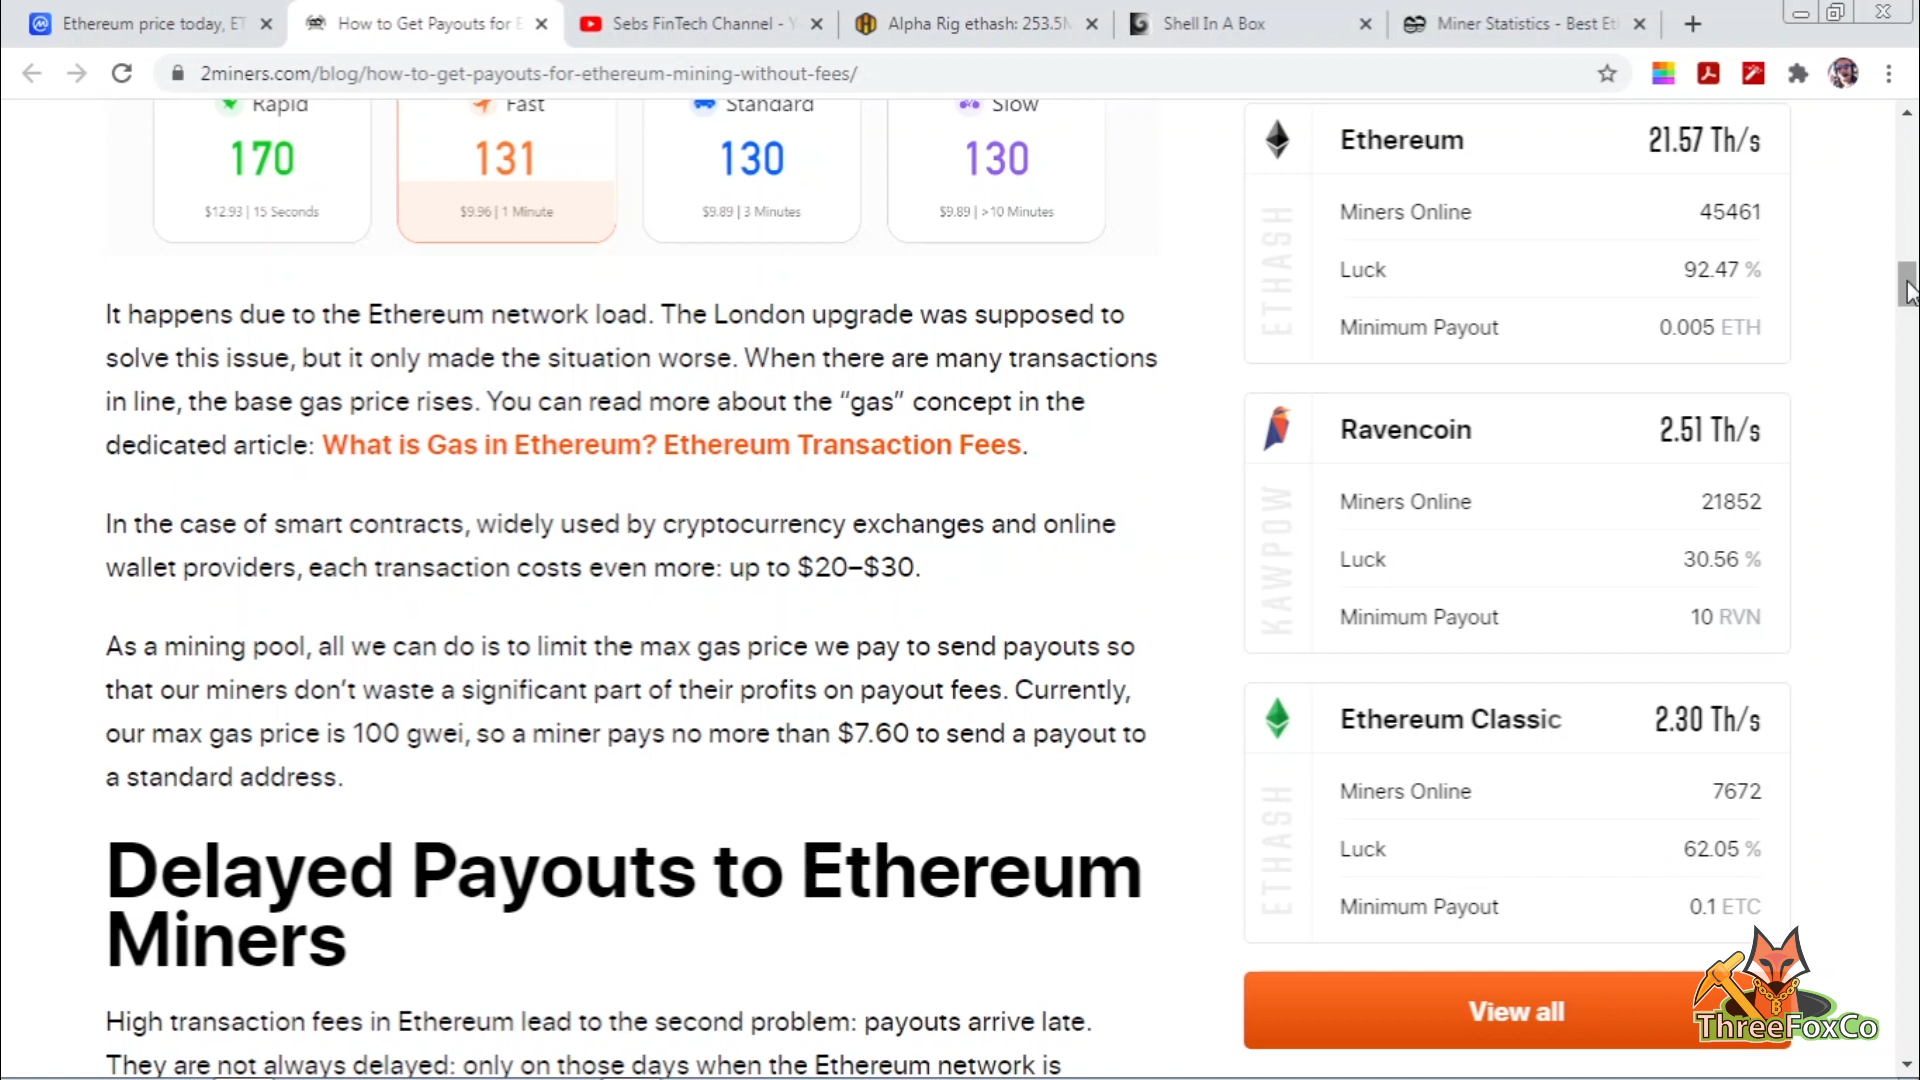 Ethereum price today, ET
How to Get Payouts for E
Sebs FinTech Channel - Y
Alpha Rig ethash: 253.5M
Shell In A Box
Miner Statistics - Best Et
2miners.com/blog/how-to-get-payouts-for-ethereum-mining-without-fees/
Rapid
170
$12.93 | 15 Seconds
Fast
131
$9.96 | 1 Minute
Standard
130
$9.89 | 3 Minutes
Slow
130
$9.89 | >10 Minutes
It happens due to the Ethereum network load. The London upgrade was supposed to
solve this issue, but it only made the situation worse. When there are many transactions
in line, the base gas price rises. You can read more about the “gas” concept in the
dedicated article: What is Gas in Ethereum? Ethereum Transaction Fees.
In the case of smart contracts, widely used by cryptocurrency exchanges and online
wallet providers, each transaction costs even more: up to $20–$30.
As a mining pool, all we can do is to limit the max gas price we pay to send payouts so
that our miners don’t waste a significant part of their profits on payout fees. Currently,
our max gas price is 100 gwei, so a miner pays no more than $7.60 to send a payout to
a standard address.
Delayed Payouts to Ethereum
Miners
High transaction fees in Ethereum lead to the second problem: payouts arrive late.
They are not always delayed: only on those days when the Ethereum network is
Ethereum 21.57 Th/s
ETHASH
Miners Online 45461
Luck 92.47 %
Minimum Payout 0.005 ETH
Ravencoin 2.51 Th/s
KAWPOW
Miners Online 21852
Luck 30.56 %
Minimum Payout 10 RVN
Ethereum Classic 2.30 Th/s
ETHASH
Miners Online 7672
Luck 62.05 %
Minimum Payout 0.1 ETC
View all
ThreeFoxCo